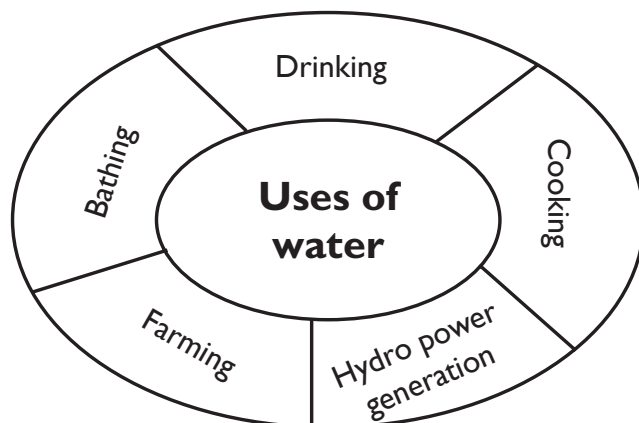 Drinking
Cooking
Hydro power
generation
Farming
Bathing
Uses of
water